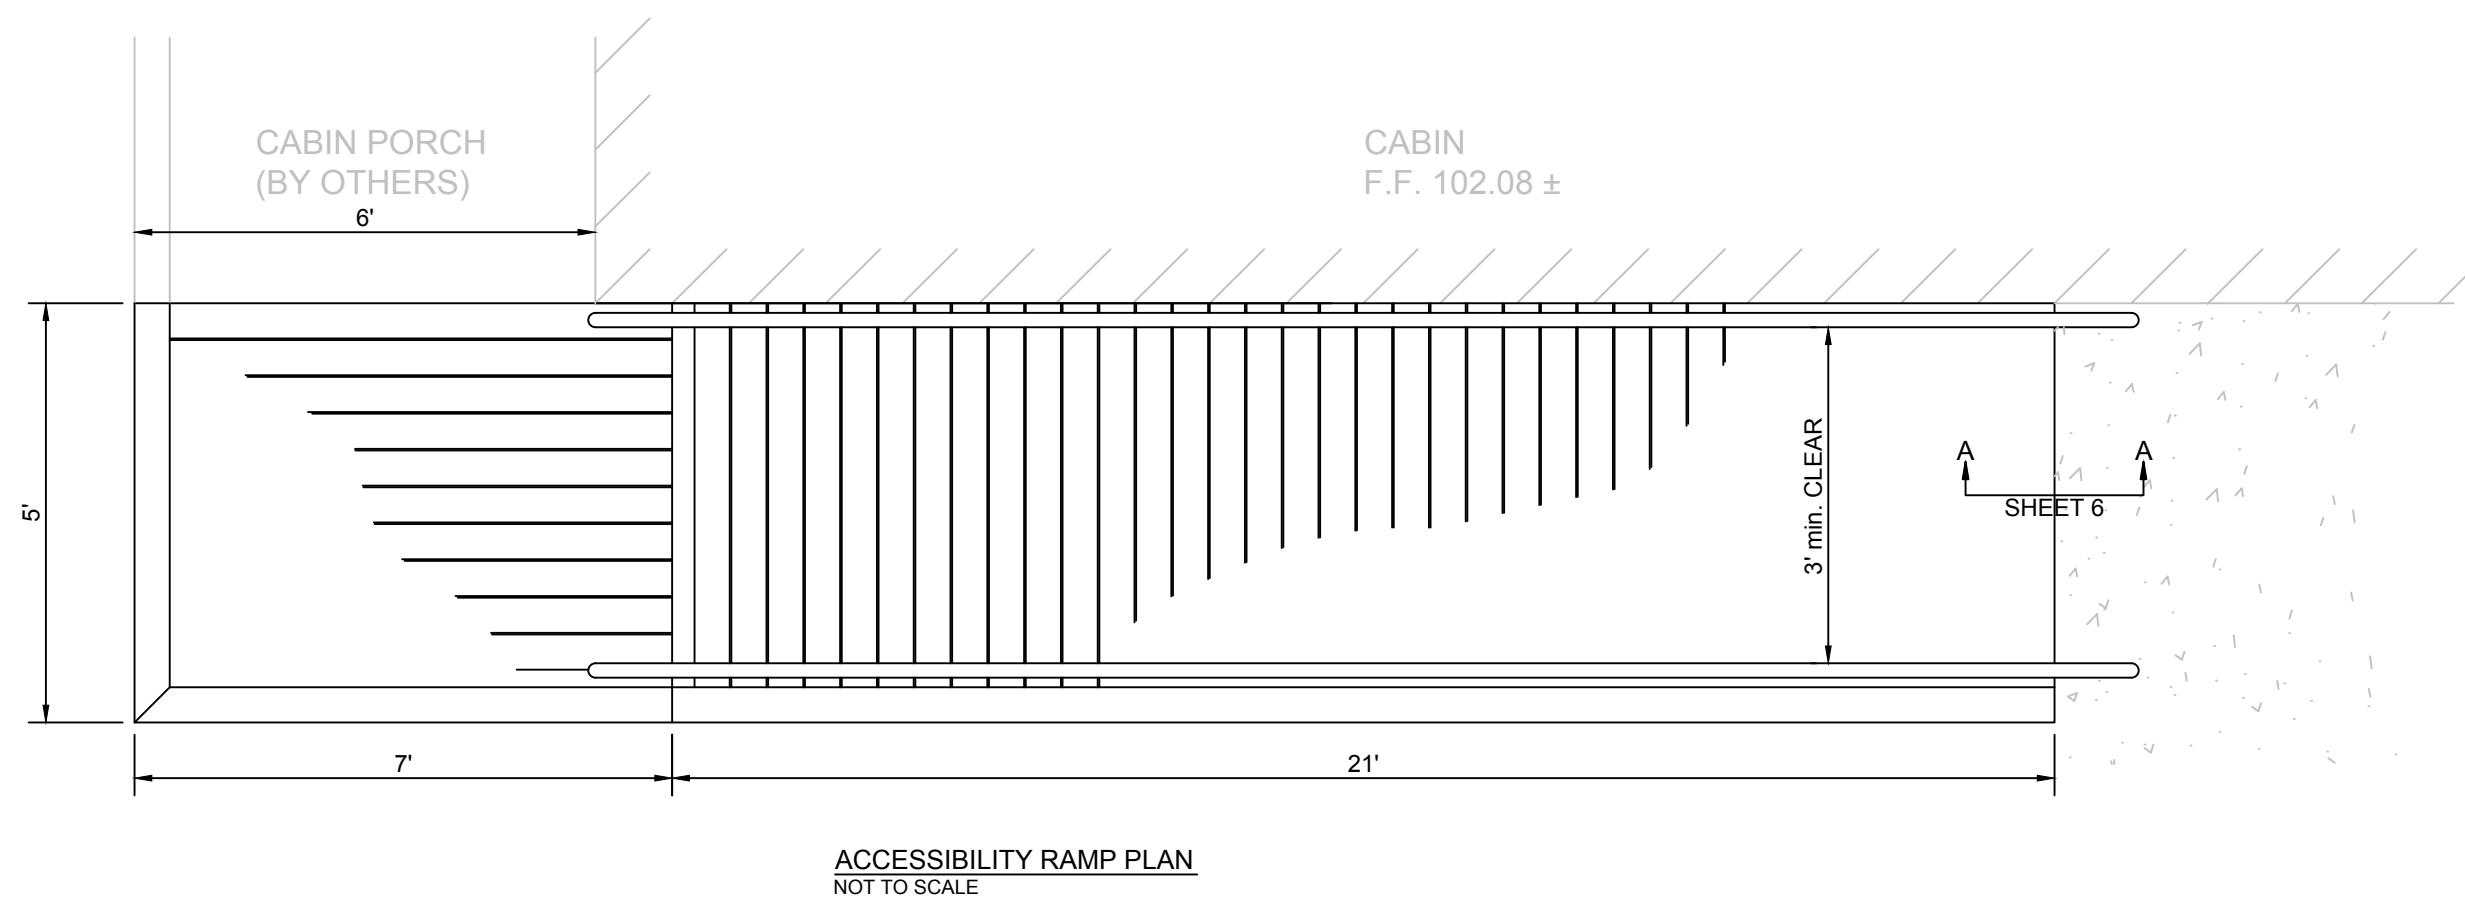 CABIN PORCH
(BY OTHERS)
CABIN
F.F. 102.08 ±
6'
5'
3' min. CLEAR
A
A
SHEET 6
7'
21'
ACCESSIBILITY RAMP PLAN
NOT TO SCALE